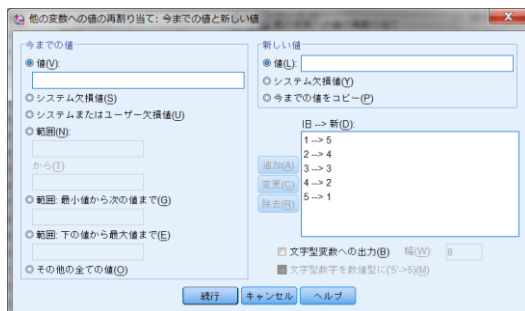 他の変数への値の再割り当て: 今までの値と新しい値
今までの値
値(V):
システム欠損値(S)
システムまたはユーザー欠損値(U)
範囲(N):
から(T)
範囲: 最小値から次の値まで(G)
範囲: 下の値から最大値まで(E)
その他の全ての値(O)
新しい値
値(L):
システム欠損値(Y)
今までの値をコピー(P)
旧 --> 新(D):
追加(A)
変更(C)
除去(R)
1 --> 5
2 --> 4
3 --> 3
4 --> 2
5 --> 1
文字型変数への出力(B) 幅(W): 8
文字型数字を数値型に('5'->5)(M)
続行 キャンセル ヘルプ